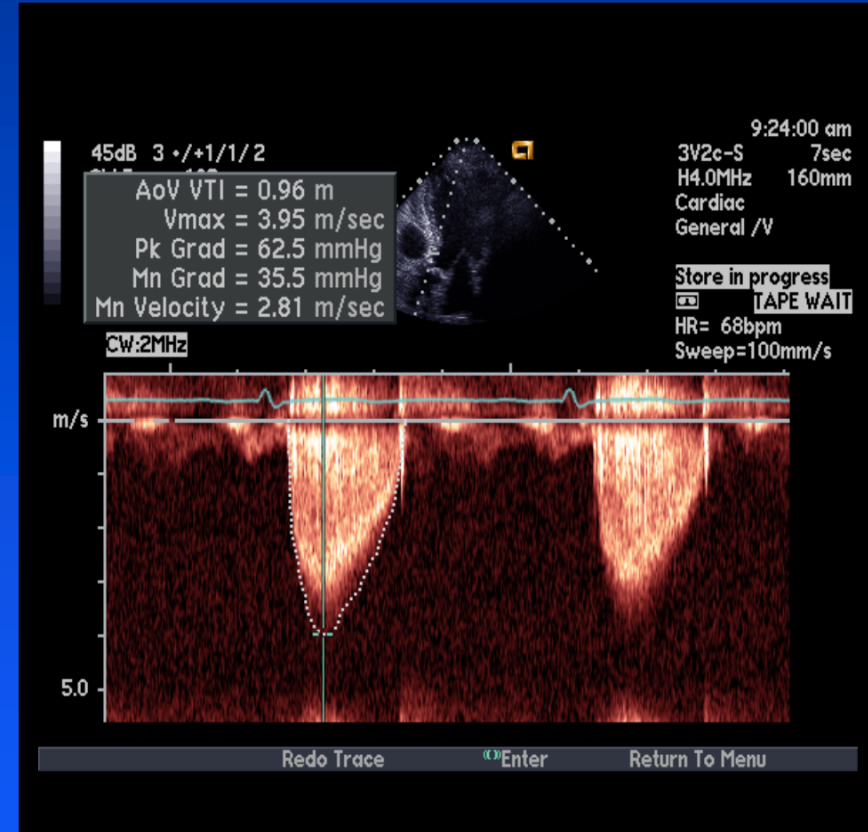 9:24:00 am
45dB 3 •/+1/1/2
3V2c-S 7sec
H4.0MHz 160mm
Cardiac
General /V
AoV VTI = 0.96 m
Vmax = 3.95 m/sec
Pk Grad = 62.5 mmHg
Mn Grad = 35.5 mmHg
Mn Velocity = 2.81 m/sec
Store in progress
TAPE WAIT
HR= 68bpm
Sweep=100mm/s
CW:2MHz
m/s
5.0
Redo Trace Enter Return To Menu